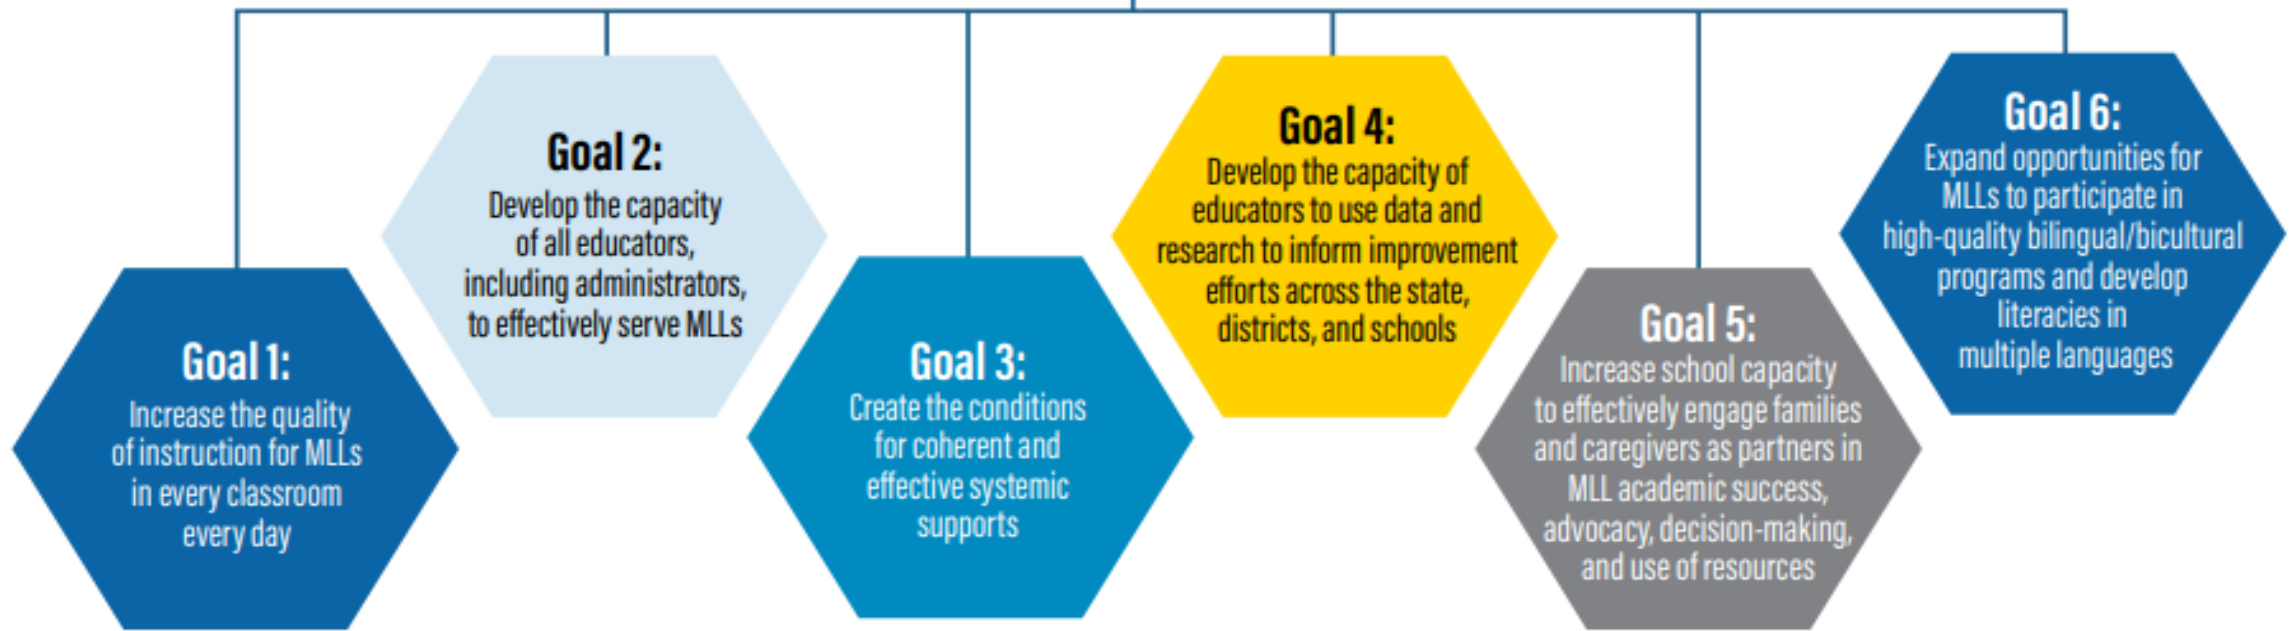 Goal 1:
Increase the quality
of instruction for MLLs
in every classroom
every day
Goal 2:
Develop the capacity
of all educators,
including administrators,
to effectively serve MLLs
Goal 3:
Create the conditions
for coherent and
effective systemic
supports
Goal 4:
Develop the capacity of
educators to use data and
research to inform improvement
efforts across the state,
districts, and schools
Goal 5:
Increase school capacity
to effectively engage families
and caregivers as partners in
MLL academic success,
advocacy, decision-making,
and use of resources
Goal 6:
Expand opportunities for
MLLs to participate in
high-quality bilingual/bicultural
programs and develop
literacies in
multiple languages